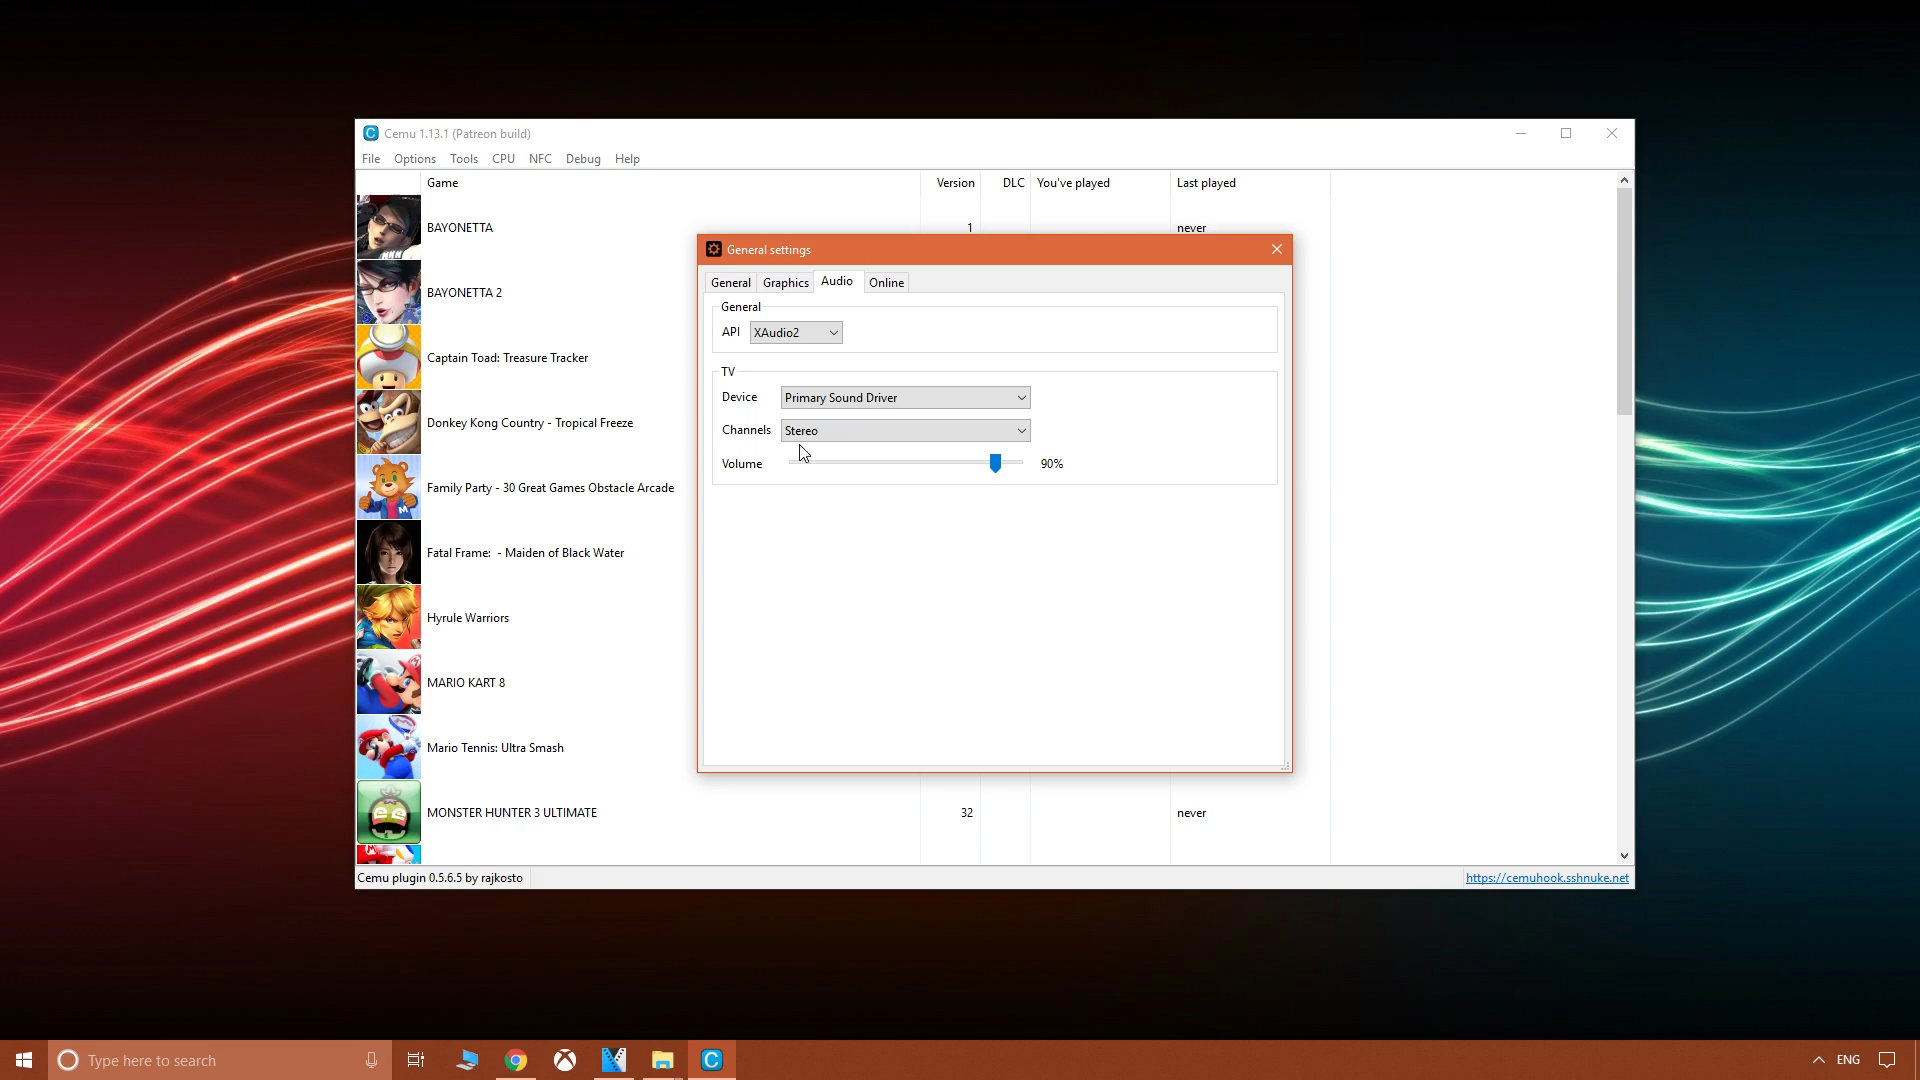 Cemu 1.13.1 (Patreon build)
File Options Tools CPU NFC Debug Help
Game Version DLC You've played Last played
BAYONETTA 1 never
General settings
General Graphics Audio Online
General
API XAudio2
TV
Device Primary Sound Driver
Channels Stereo
Volume 90%
BAYONETTA 2
Captain Toad: Treasure Tracker
Donkey Kong Country - Tropical Freeze
Family Party - 30 Great Games Obstacle Arcade
Fatal Frame:  - Maiden of Black Water
Hyrule Warriors
MARIO KART 8
Mario Tennis: Ultra Smash
MONSTER HUNTER 3 ULTIMATE 32 never
Cemu plugin 0.5.6.5 by rajkosto https://cemuhook.sshnuke.net
Type here to search ENG